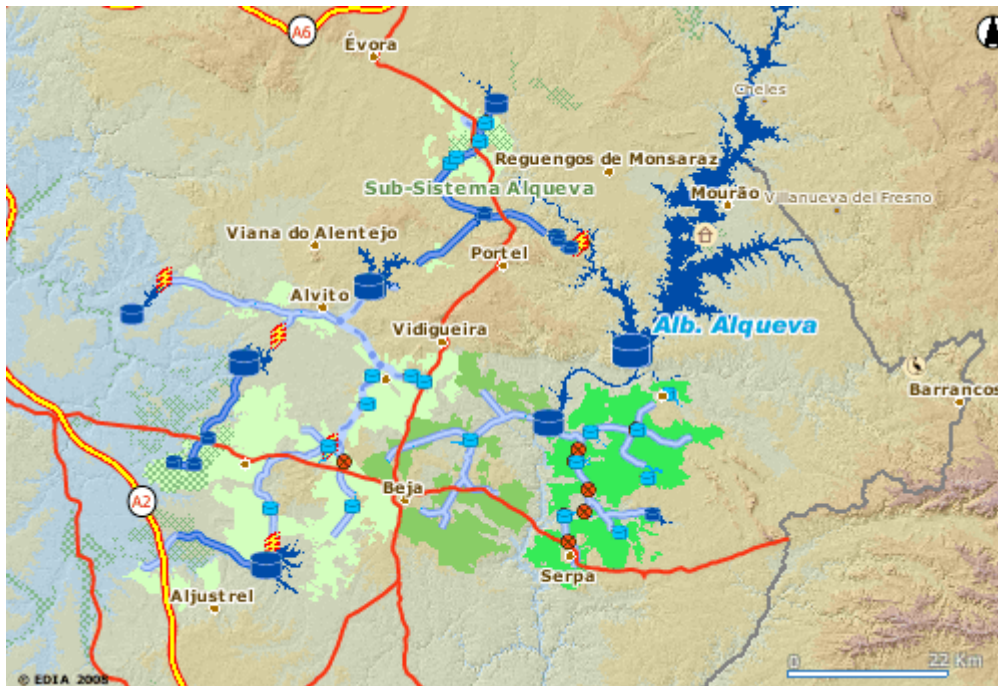 A6
Évora
Cheles
Reguengos de Monsaraz
Sub-Sistema Alqueva
Mourão
Villanueva del Fresno
Viana do Alentejo
Portel
Alvito
Vidigueira
Alb. Alqueva
Barrancos
A2
Beja
Serpa
Aljustrel
0 22 Km
© EDIA 2008